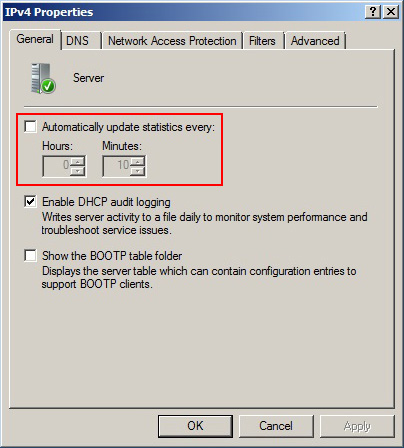 IPv4 Properties
General DNS Network Access Protection Filters Advanced
Server
Automatically update statistics every:
Hours: Minutes:
0 10
Enable DHCP audit logging
Writes server activity to a file daily to monitor system performance and
troubleshoot service issues.
Show the BOOTP table folder
Displays the server table which can contain configuration entries to
support BOOTP clients.
OK Cancel Apply